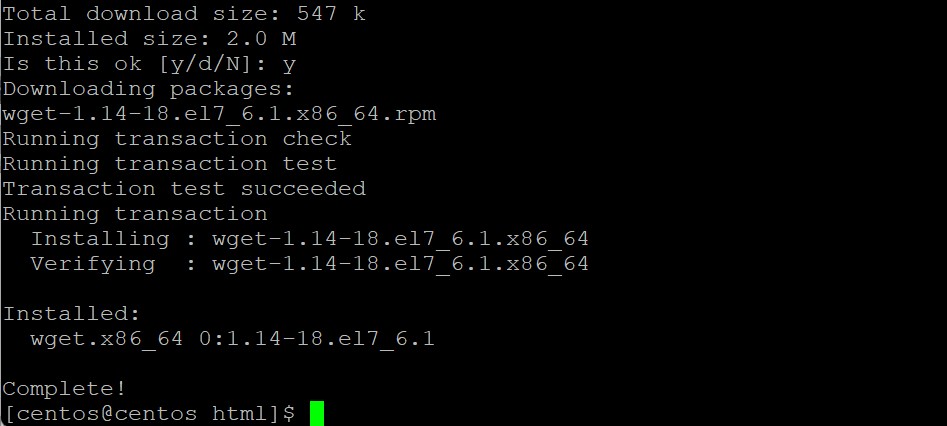 Total download size: 547 k
Installed size: 2.0 M
Is this ok [y/d/N]: y
Downloading packages:
wget-1.14-18.el7_6.1.x86_64.rpm
Running transaction check
Running transaction test
Transaction test succeeded
Running transaction
  Installing : wget-1.14-18.el7_6.1.x86_64
  Verifying  : wget-1.14-18.el7_6.1.x86_64

Installed:
  wget.x86_64 0:1.14-18.el7_6.1

Complete!
[centos@centos html]$